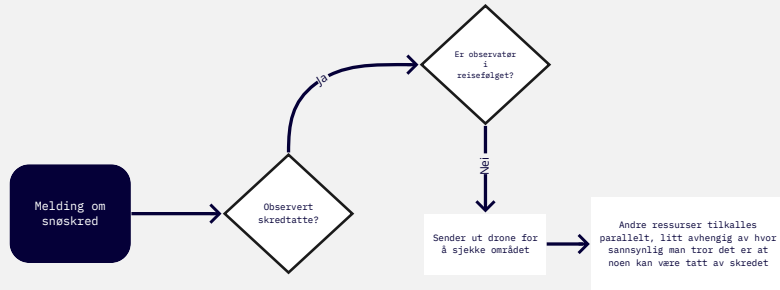 Melding om
snøskred
Observert
skredtatte?
Ja
Er observatør
i
reisefølget?
Nei
Sender ut drone for
å sjekke området
Andre ressurser tilkalles
parallelt, litt avhengig av hvor
sannsynlig man tror det er at
noen kan være tatt av skredet